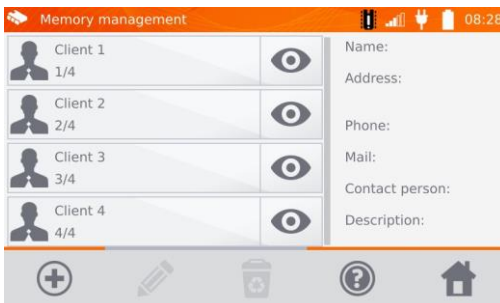 Memory management
08:28
Client 1
1/4
Client 2
2/4
Client 3
3/4
Client 4
4/4
Name:
Address:
Phone:
Mail:
Contact person:
Description: